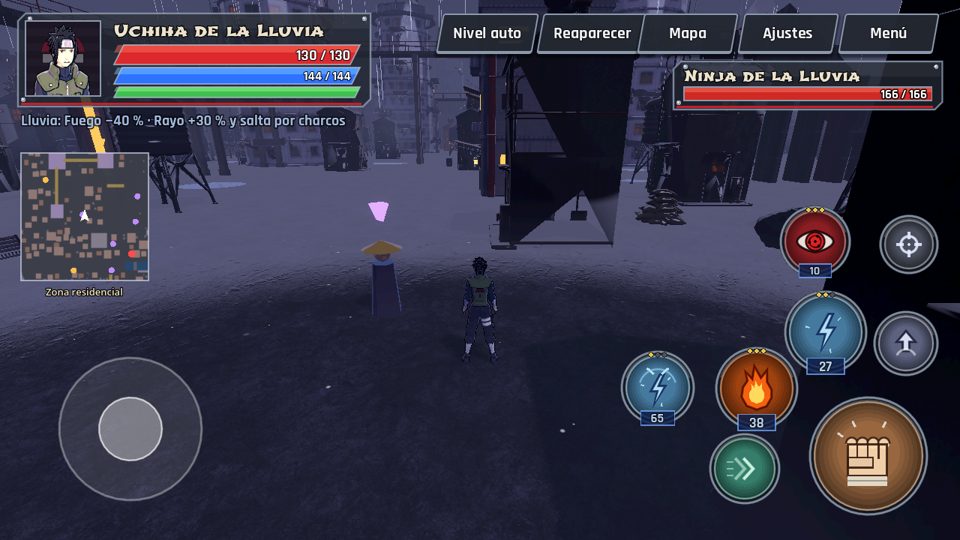 Uchiha de la Lluvia
130 / 130
144 / 144
Lluvia: Fuego −40 % · Rayo +30 % y salta por charcos
Zona residencial
Nivel auto
Reaparecer
Mapa
Ajustes
Menú
Ninja de la Lluvia
166 / 166
10
27
65
38